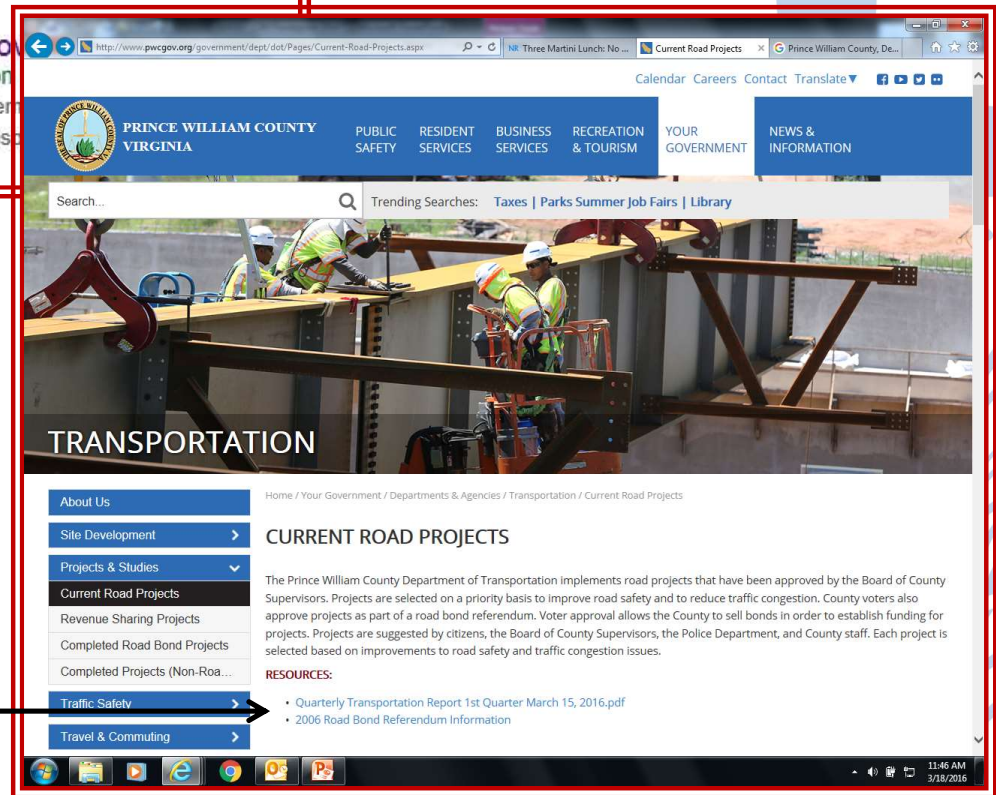 http://www.pwcgov.org/government/dept/dot/Pages/Current-Road-Projects.aspx
NR Three Martini Lunch: No ...
Current Road Projects
G Prince William County, De...
Calendar Careers Contact Translate▼
PRINCE WILLIAM COUNTY
VIRGINIA
PUBLIC SAFETY
RESIDENT SERVICES
BUSINESS SERVICES
RECREATION & TOURISM
YOUR GOVERNMENT
NEWS & INFORMATION
Search...
Trending Searches: Taxes | Parks Summer Job Fairs | Library
TRANSPORTATION
About Us
Site Development
Projects & Studies
Current Road Projects
Revenue Sharing Projects
Completed Road Bond Projects
Completed Projects (Non-Roa...
Traffic Safety
Travel & Commuting
Home / Your Government / Departments & Agencies / Transportation / Current Road Projects
CURRENT ROAD PROJECTS
The Prince William County Department of Transportation implements road projects that have been approved by the Board of County
Supervisors. Projects are selected on a priority basis to improve road safety and to reduce traffic congestion. County voters also
approve projects as part of a road bond referendum. Voter approval allows the County to sell bonds in order to establish funding for
projects. Projects are suggested by citizens, the Board of County Supervisors, the Police Department, and County staff. Each project is
selected based on improvements to road safety and traffic congestion issues.
RESOURCES:
• Quarterly Transportation Report 1st Quarter March 15, 2016.pdf
• 2006 Road Bond Referendum Information
11:46 AM
3/18/2016